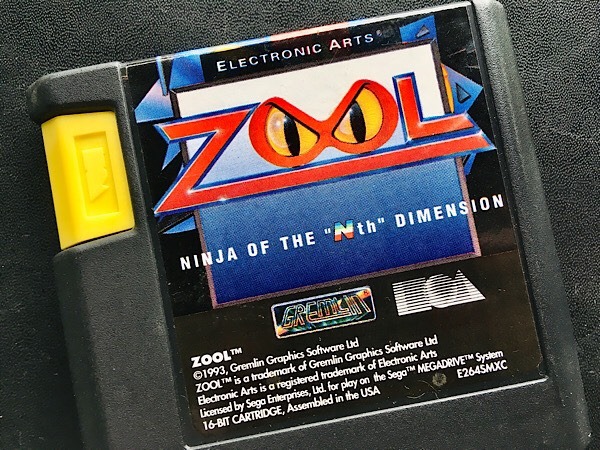 ELECTRONIC ARTS®
ZOOL
NINJA OF THE "Nth" DIMENSION
GREMLIN
ECA
ZOOL™
©1993, Gremlin Graphics Software Ltd
ZOOL™ is a trademark of Gremlin Graphics Software Ltd
Electronic Arts is a registered trademark of Electronic Arts
Licensed by Sega Enterprises, Ltd. for play on the Sega™ MEGADRIVE™ System
16-BIT CARTRIDGE, Assembled in the USA
E264SMXC